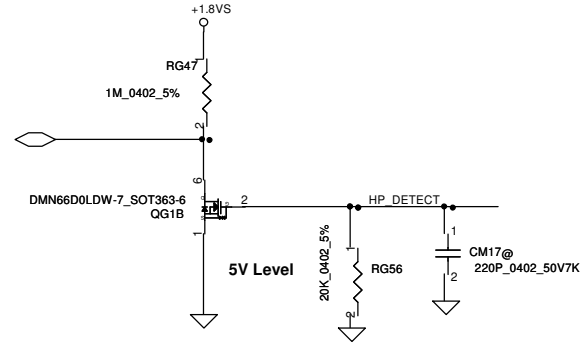 +1.8VS
1
RG47
1M_0402_5%
2
6
DMN66D0LDW-7_SOT363-6
QG1B
2
HP_DETECT
1
5V Level
20K_0402_5%
1
RG56
2
1
CM17@
220P_0402_50V7K
2